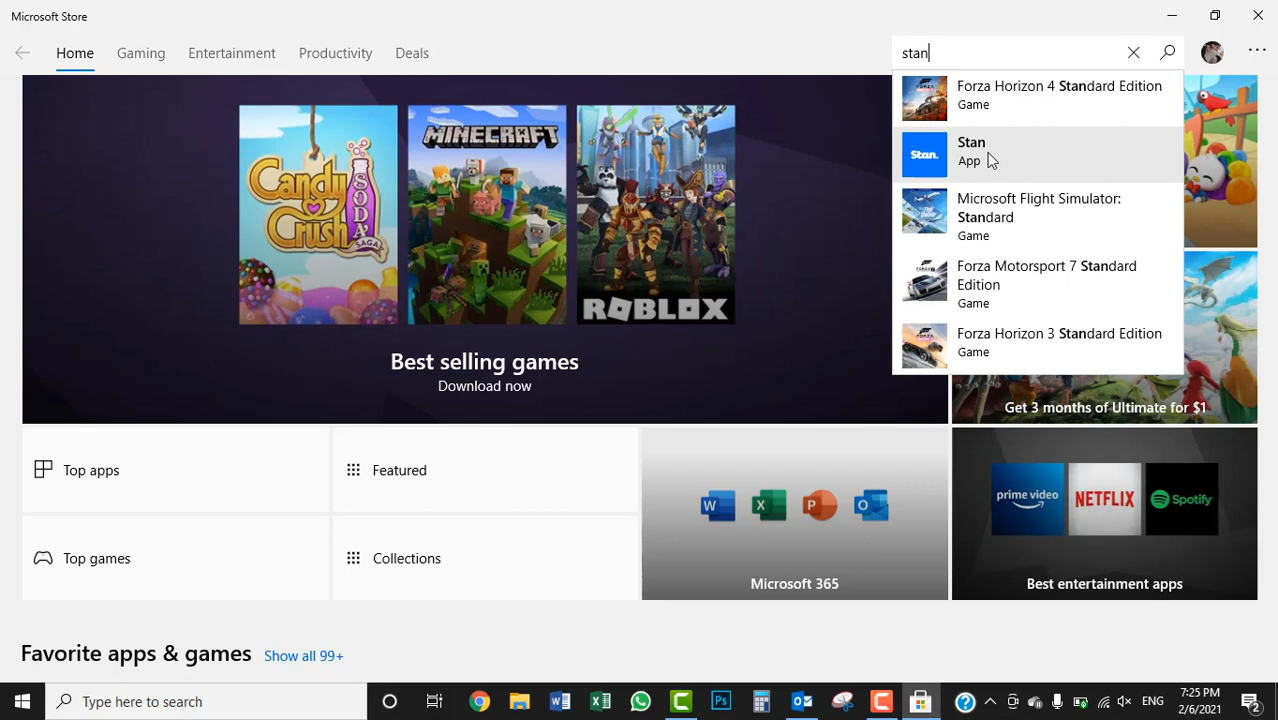 Microsoft Store
Home
Gaming
Entertainment
Productivity
Deals
stan
Forza Horizon 4 Standard Edition
Game
Stan.
Stan
App
Microsoft Flight Simulator:
Standard
Game
Forza Motorsport 7 Standard
Edition
Game
Forza Horizon 3 Standard Edition
Game
Candy
Crush
SODA
SAGA
MINECRAFT
ROBLOX
Best selling games
Download now
Get 3 months of Ultimate for $1
Top apps
Featured
Top games
Collections
W
X
P
O
Microsoft 365
prime video
NETFLIX
Spotify
Best entertainment apps
Favorite apps & games
Show all 99+
Type here to search
Ps
ENG
7:25 PM
2/6/2021
2